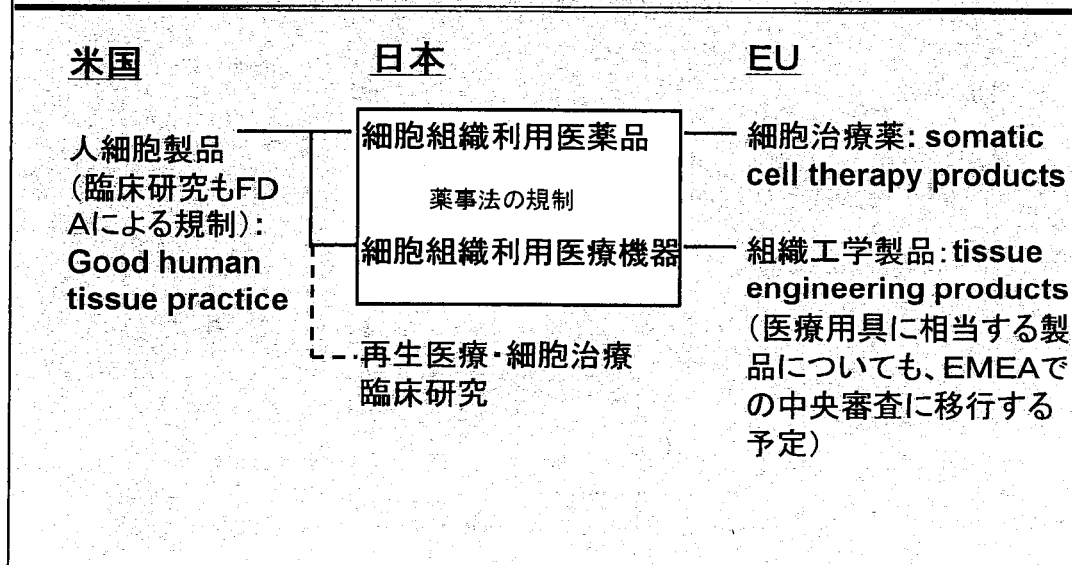 米国
人細胞製品
（臨床研究もFD
Aによる規制）：
Good human
tissue practice
日本
細胞組織利用医薬品
薬事法の規制
細胞組織利用医療機器
再生医療・細胞治療
臨床研究
EU
細胞治療薬: somatic
cell therapy products
組織工学製品：tissue
engineering products
（医療用具に相当する製
品についても、EMEAで
の中央審査に移行する
予定）